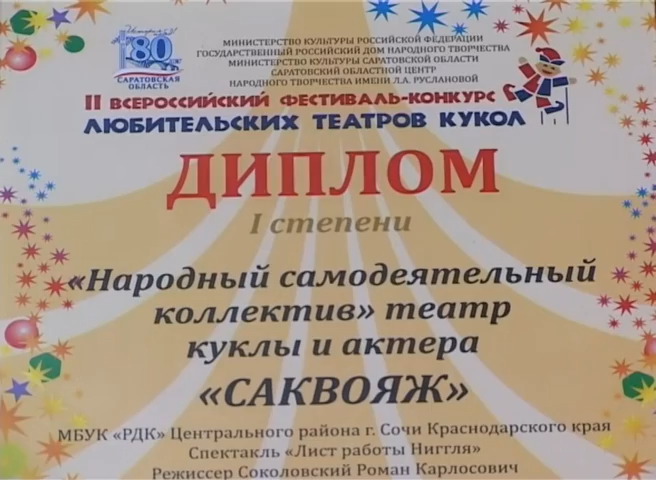 80
САРАТОВСКАЯ
ОБЛАСТЬ
МИНИСТЕРСТВО КУЛЬТУРЫ РОССИЙСКОЙ ФЕДЕРАЦИИ
ГОСУДАРСТВЕННЫЙ РОССИЙСКИЙ ДОМ НАРОДНОГО ТВОРЧЕСТВА
МИНИСТЕРСТВО КУЛЬТУРЫ САРАТОВСКОЙ ОБЛАСТИ
САРАТОВСКИЙ ОБЛАСТНОЙ ЦЕНТР
НАРОДНОГО ТВОРЧЕСТВА ИМЕНИ Л.А. РУСЛАНОВОЙ
II ВСЕРОССИЙСКИЙ ФЕСТИВАЛЬ-КОНКУРС
ЛЮБИТЕЛЬСКИХ ТЕАТРОВ КУКОЛ
ДИПЛОМ
I степени
«Народный самодеятельный
коллектив» театр
куклы и актера
«САКВОЯЖ»
МБУК «РДК» Центрального района г. Сочи Краснодарского края
Спектакль «Лист работы Ниггля»
Режиссер Соколовский Роман Карлосович